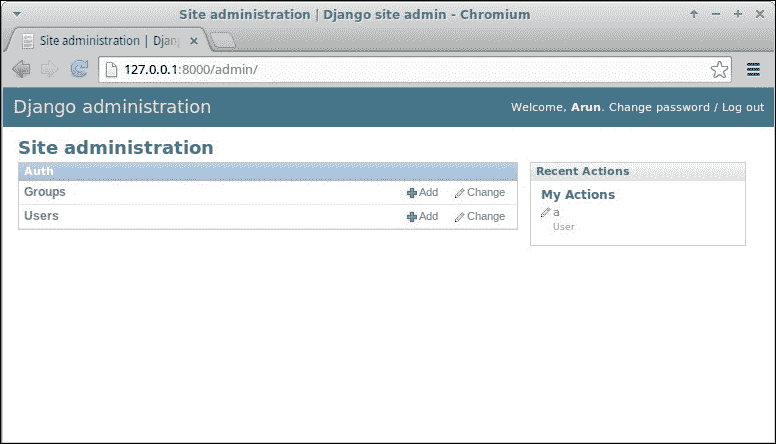 Site administration | Django site admin - Chromium
Site administration | Djan
127.0.0.1:8000/admin/
Django administration
Welcome, Arun. Change password / Log out
Site administration
Auth
Groups Add Change
Users Add Change
Recent Actions
My Actions
a
User